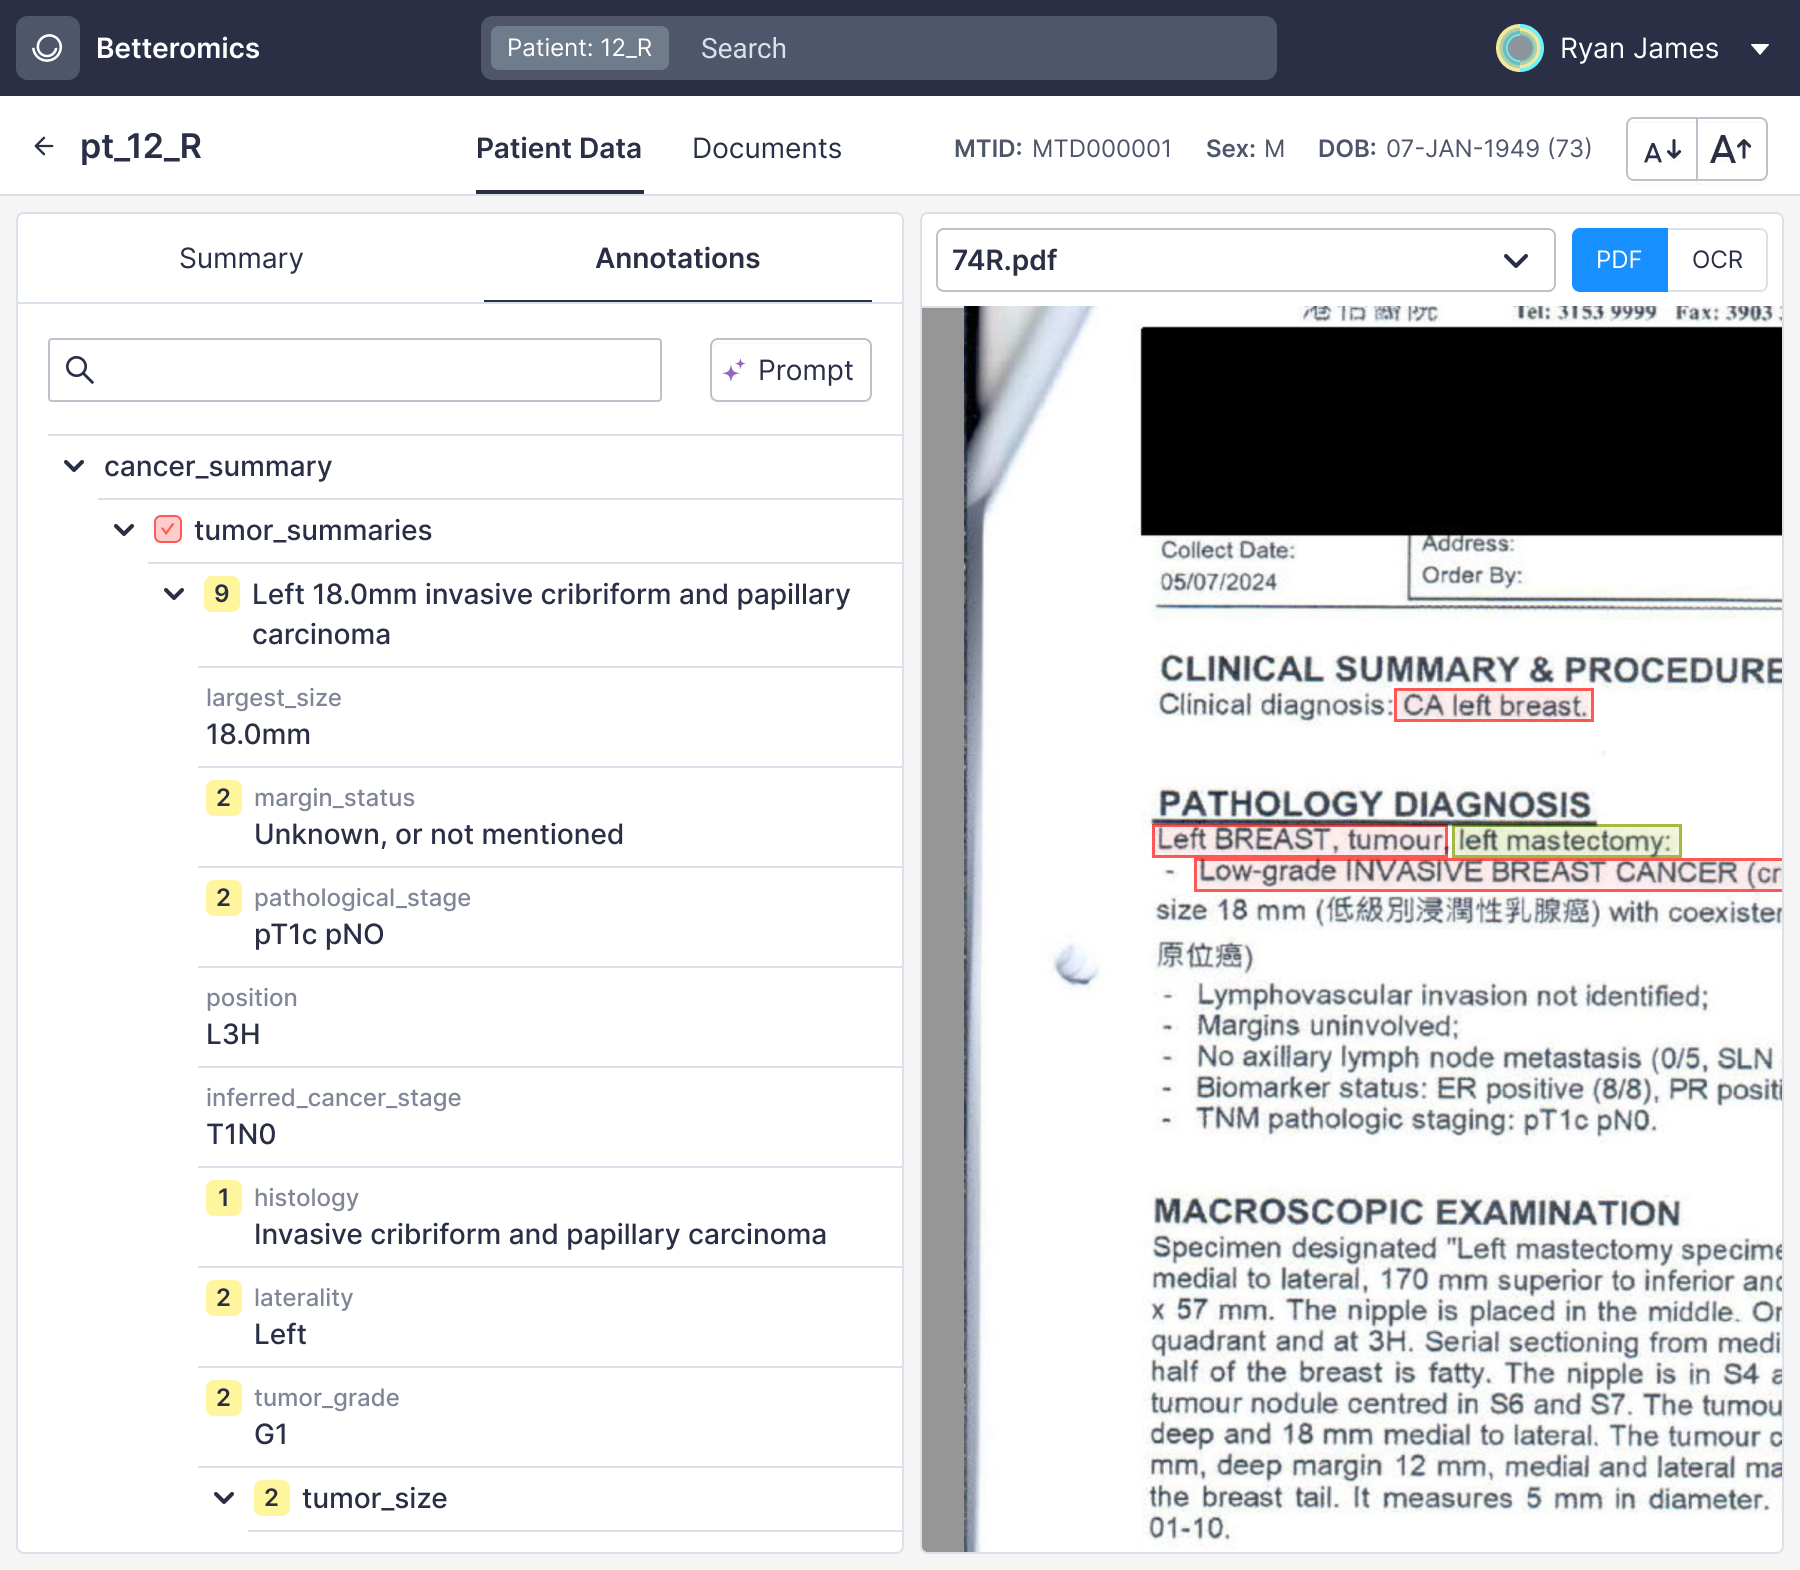 Betteromics
Patient: 12_R
Search
Ryan James
pt_12_R
Patient Data
Documents
MTID: MTD000001
Sex: M
DOB: 07-JAN-1949 (73)
A
A
Summary
Annotations
Prompt
cancer_summary
tumor_summaries
9 Left 18.0mm invasive cribriform and papillary
carcinoma
largest_size
18.0mm
2 margin_status
Unknown, or not mentioned
2 pathological_stage
pT1c pNO
position
L3H
inferred_cancer_stage
T1N0
1 histology
Invasive cribriform and papillary carcinoma
2 laterality
Left
2 tumor_grade
G1
2 tumor_size
74R.pdf
PDF
OCR
Tel: 3153 9999 Fax: 3903
Collect Date:
05/07/2024
Address:
Order By:
CLINICAL SUMMARY & PROCEDURE
Clinical diagnosis: CA left breast.
PATHOLOGY DIAGNOSIS
Left BREAST, tumour, left mastectomy:
- Low-grade INVASIVE BREAST CANCER (cr
size 18 mm (低級別浸潤性乳腺癌) with coexister
原位癌)
- Lymphovascular invasion not identified;
- Margins uninvolved;
- No axillary lymph node metastasis (0/5, SLN
- Biomarker status: ER positive (8/8), PR positi
- TNM pathologic staging: pT1c pN0.
MACROSCOPIC EXAMINATION
Specimen designated "Left mastectomy specime
medial to lateral, 170 mm superior to inferior and
x 57 mm. The nipple is placed in the middle. Or
quadrant and at 3H. Serial sectioning from medi
half of the breast is fatty. The nipple is in S4 a
tumour nodule centred in S6 and S7. The tumou
deep and 18 mm medial to lateral. The tumour c
mm, deep margin 12 mm, medial and lateral ma
the breast tail. It measures 5 mm in diameter.
01-10.